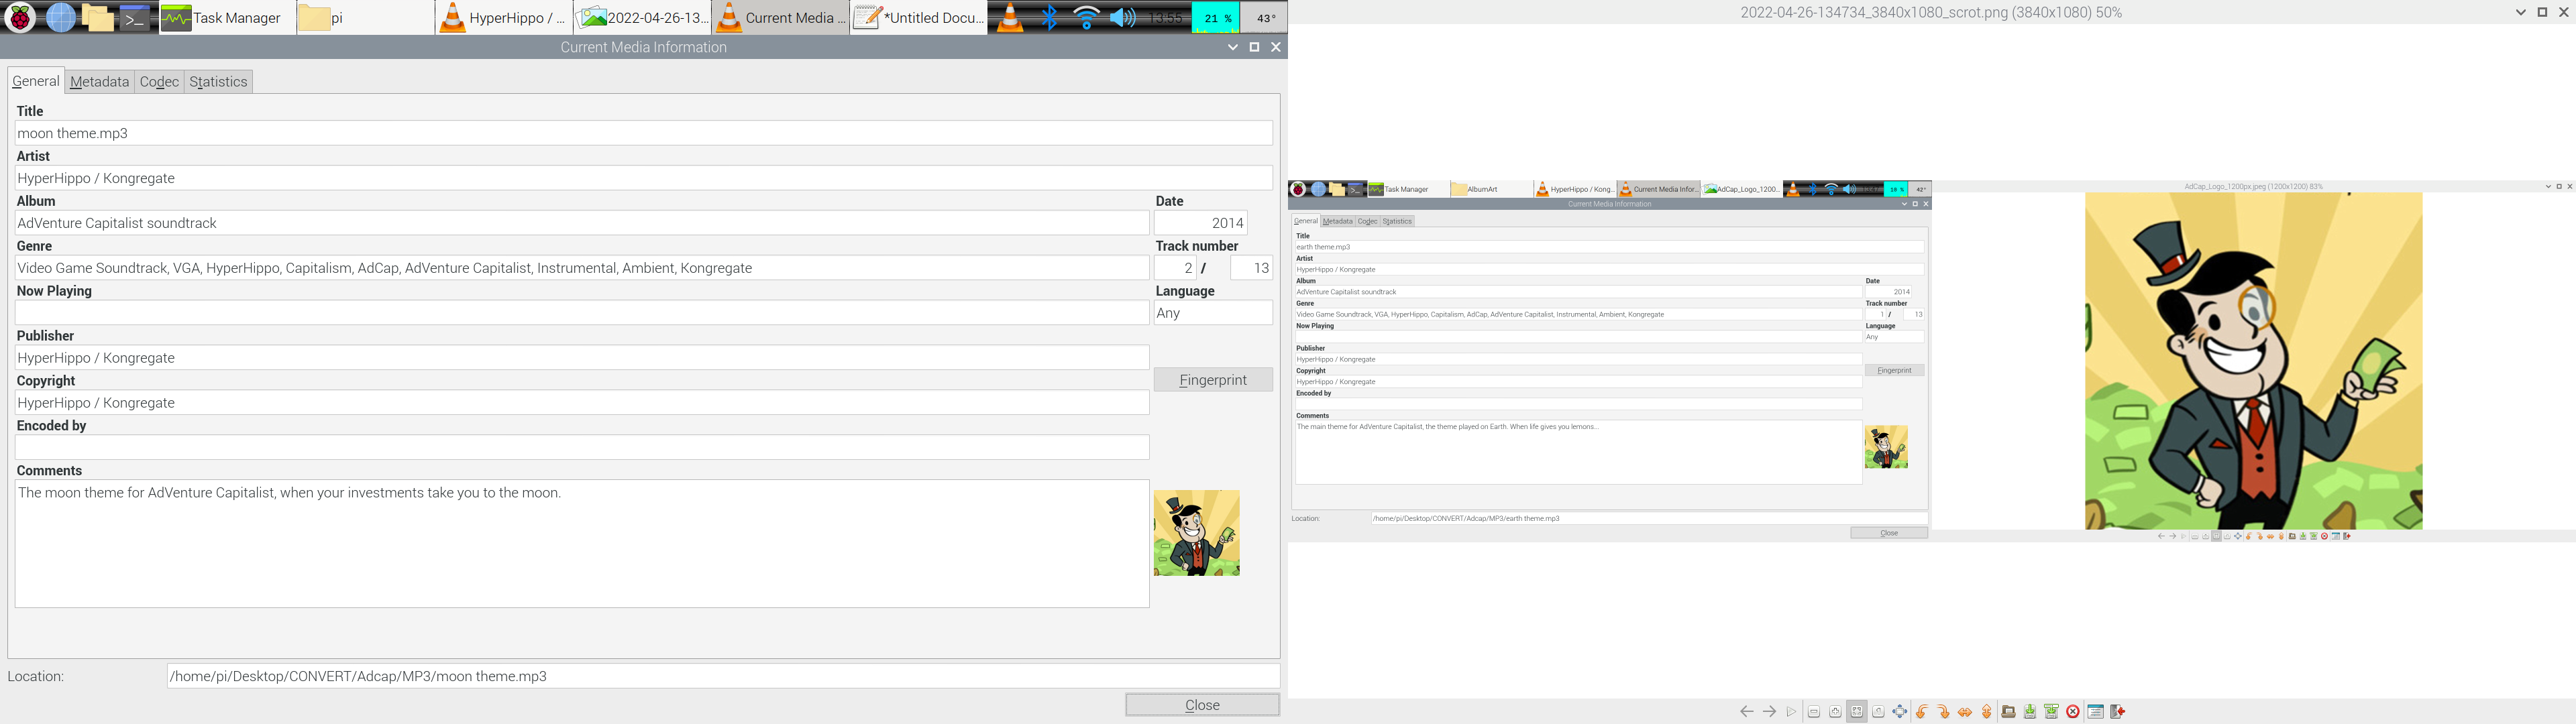 Task Manager
pi
HyperHippo / ...
2022-04-26-13...
Current Media ...
*Untitled Docu...
13:55
21 %
43°
Current Media Information
General
Metadata
Codec
Statistics
Title
moon theme.mp3
Artist
HyperHippo / Kongregate
Album
Date
AdVenture Capitalist soundtrack
2014
Genre
Track number
Video Game Soundtrack, VGA, HyperHippo, Capitalism, AdCap, AdVenture Capitalist, Instrumental, Ambient, Kongregate
2 / 13
Now Playing
Language
Any
Publisher
HyperHippo / Kongregate
Fingerprint
Copyright
HyperHippo / Kongregate
Encoded by
Comments
The moon theme for AdVenture Capitalist, when your investments take you to the moon.
Location:
/home/pi/Desktop/CONVERT/Adcap/MP3/moon theme.mp3
Close
2022-04-26-134734_3840x1080_scrot.png (3840x1080) 50%
Task Manager
AlbumArt
HyperHippo / Kong...
Current Media Infor...
AdCap_Logo_1200...
42°
AdCap_Logo_1200px.jpeg (1200x1200) 83%
Current Media Information
General
Metadata
Codec
Statistics
Title
earth theme.mp3
Artist
HyperHippo / Kongregate
Album
Date
AdVenture Capitalist soundtrack
2014
Genre
Track number
Video Game Soundtrack, VGA, HyperHippo, Capitalism, AdCap, AdVenture Capitalist, Instrumental, Ambient, Kongregate
1 / 13
Now Playing
Language
Any
Publisher
HyperHippo / Kongregate
Fingerprint
Copyright
HyperHippo / Kongregate
Encoded by
Comments
The main theme for AdVenture Capitalist, the theme played on Earth. When life gives you lemons...
Location:
/home/pi/Desktop/CONVERT/Adcap/MP3/earth theme.mp3
Close